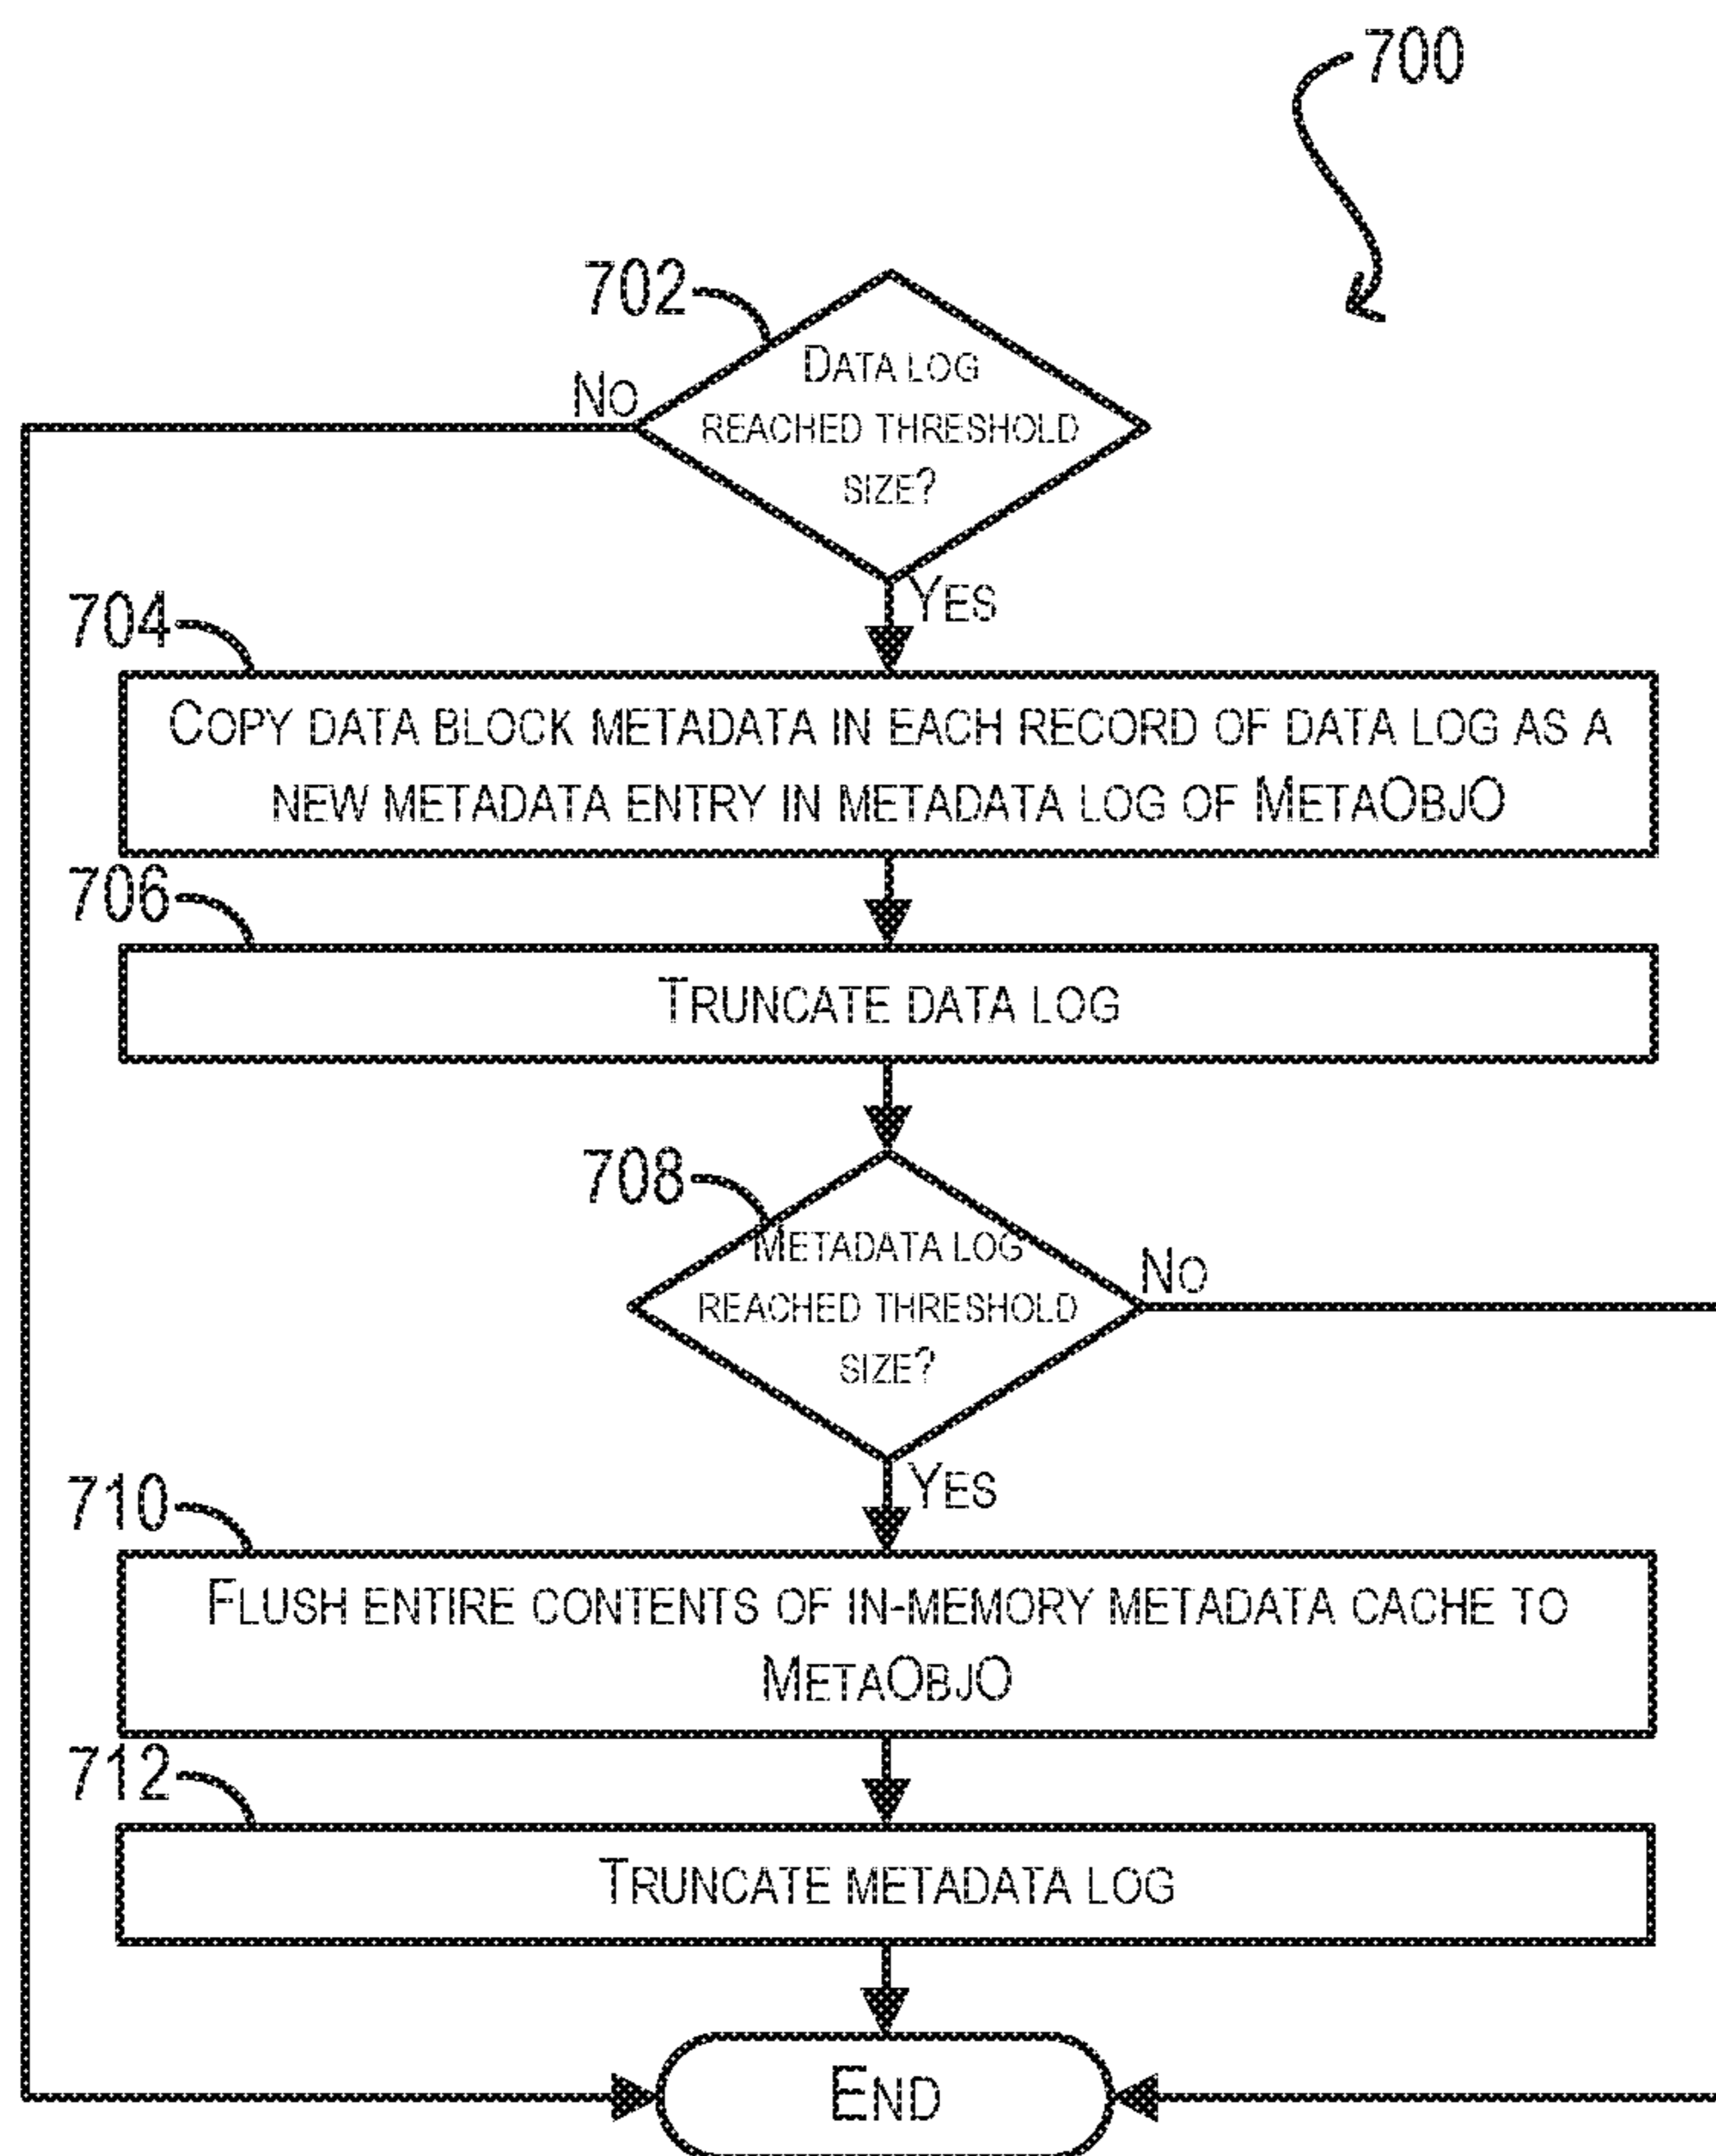 700
702
DATA LOG
REACHED THRESHOLD
SIZE?
NO
YES
704
COPY DATA BLOCK METADATA IN EACH RECORD OF DATA LOG AS A
NEW METADATA ENTRY IN METADATA LOG OF METAOBJO
706
TRUNCATE DATA LOG
708
METADATA LOG
REACHED THRESHOLD
SIZE?
NO
YES
710
FLUSH ENTIRE CONTENTS OF IN-MEMORY METADATA CACHE TO
METAOBJO
712
TRUNCATE METADATA LOG
END